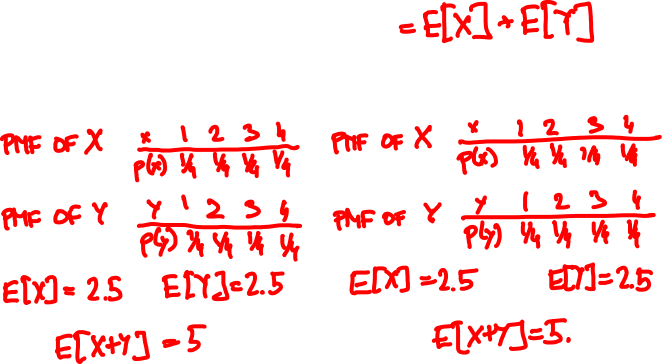 = E[X] + E[Y]
PMF OF X x 1 2 3 4
p(x) 1/4 1/4 1/4 1/4
PMF OF Y Y 1 2 3 4
p(y) 1/4 1/4 1/4 1/4
E[X] = 2.5 E[Y] = 2.5
E[X+Y] = 5
PMF OF X x 1 2 3 4
p(x) 1/4 1/4 1/4 1/4
PMF OF Y y 1 2 3 4
p(y) 1/4 1/4 1/4 1/4
E[X] = 2.5 E[Y] = 2.5
E[X+Y] = 5.